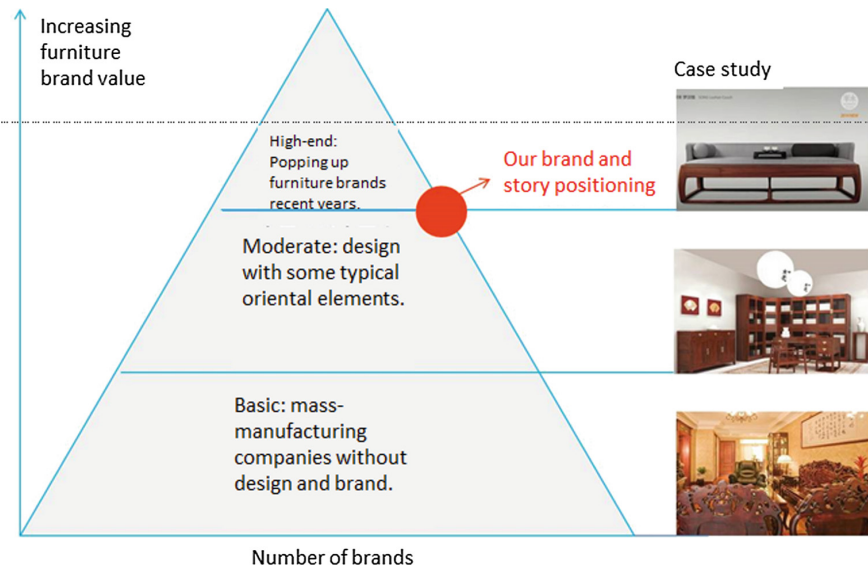 Increasing
furniture
brand value
Case study
High-end:
Popping up
furniture brands
recent years.
Our brand and
story positioning
Moderate: design
with some typical
oriental elements.
Basic: mass-
manufacturing
companies without
design and brand.
Number of brands